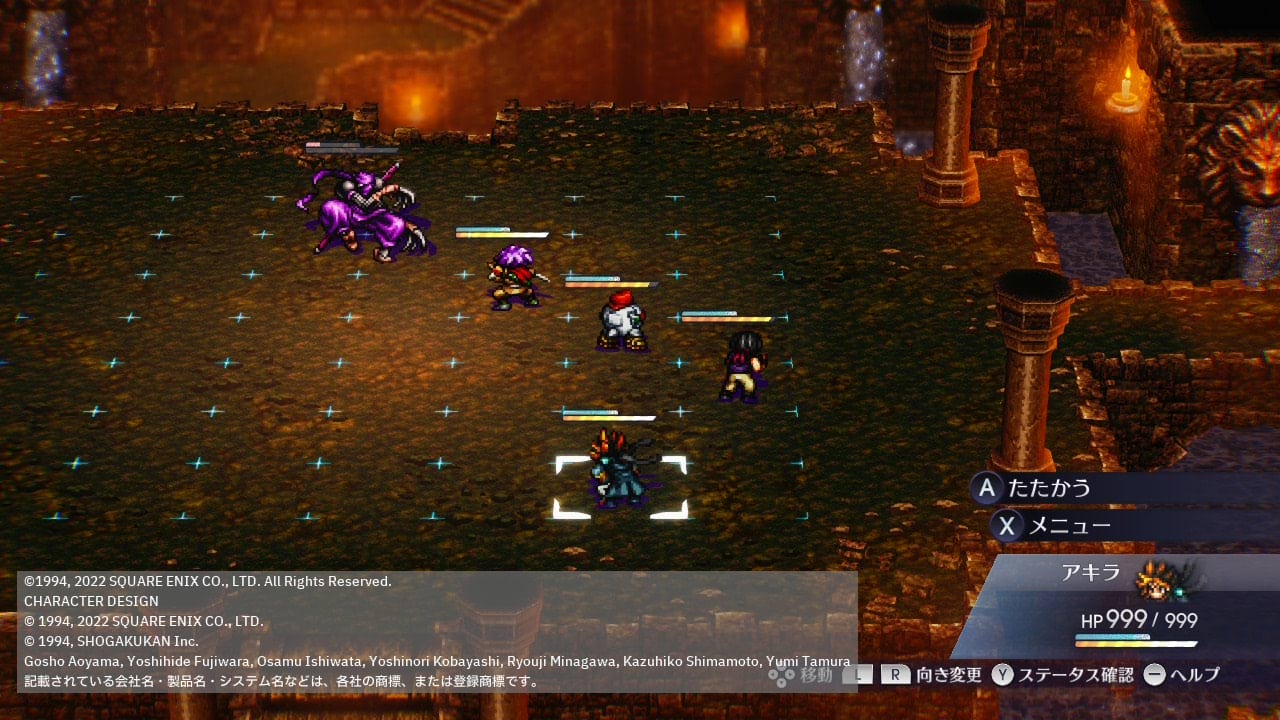 A たたかう
X メニュー
アキラ
HP 999 / 999
©1994, 2022 SQUARE ENIX CO., LTD. All Rights Reserved.
CHARACTER DESIGN
© 1994, 2022 SQUARE ENIX CO., LTD.
© 1994, SHOGAKUKAN Inc.
Gosho Aoyama, Yoshihide Fujiwara, Osamu Ishiwata, Yoshinori Kobayashi, Ryouji Minagawa, Kazuhiko Shimamoto, Yumi Tamura
記載されている会社名・製品名・システム名などは、各社の商標、または登録商標です。
移動 L R 向き変更 Y ステータス確認 ヘルプ